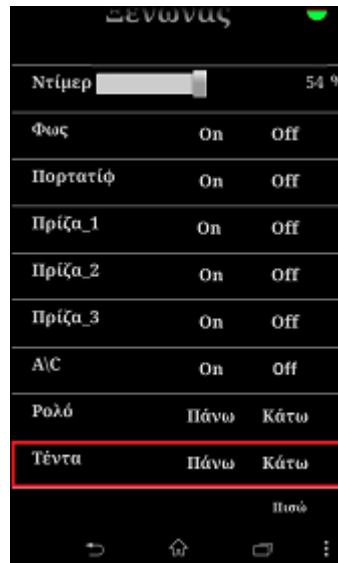 Ξενώνας
Ντίμερ 54 %
Φως On Off
Πορτατίφ On Off
Πρίζα_1 On Off
Πρίζα_2 On Off
Πρίζα_3 On Off
A\C On Off
Ρολό Πάνω Κάτω
Τέντα Πάνω Κάτω
Πισώ